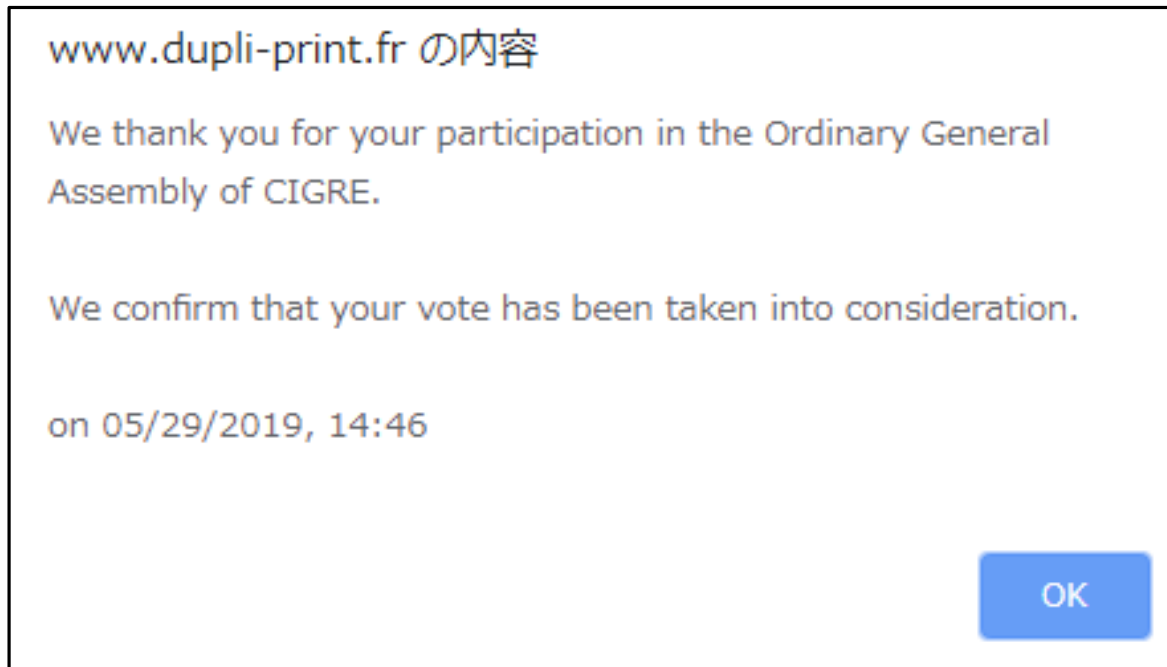 www.dupli-print.fr の内容
We thank you for your participation in the Ordinary General
Assembly of CIGRE.
We confirm that your vote has been taken into consideration.
on 05/29/2019, 14:46
OK